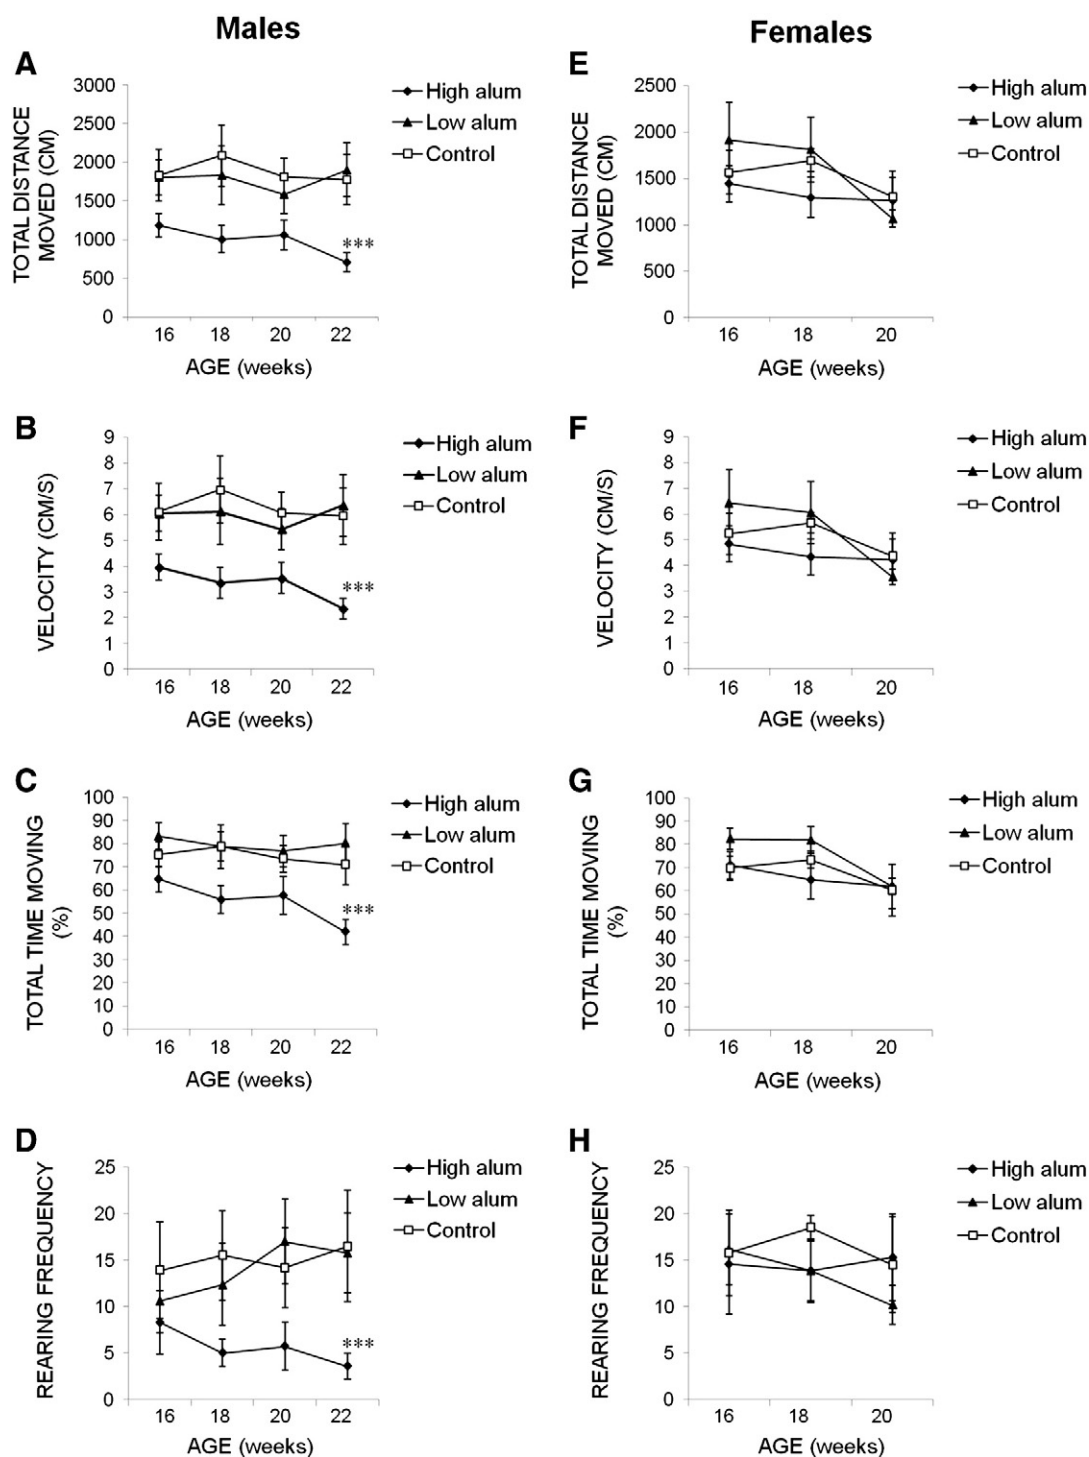 Males
Females
A
3000
2500
2000
1500
1000
500
0
TOTAL DISTANCE
MOVED (CM)
High alum
Low alum
Control
***
16 18 20 22
AGE (weeks)
E
2500
2000
1500
1000
500
0
TOTAL DISTANCE
MOVED (CM)
High alum
Low alum
Control
16 18 20
AGE (weeks)
B
9
8
7
6
5
4
3
2
1
0
VELOCITY (CM/S)
High alum
Low alum
Control
***
16 18 20 22
AGE (weeks)
F
9
8
7
6
5
4
3
2
1
0
VELOCITY (CM/S)
High alum
Low alum
Control
16 18 20
AGE (weeks)
C
100
90
80
70
60
50
40
30
20
10
0
TOTAL TIME MOVING
(%)
High alum
Low alum
Control
***
16 18 20 22
AGE (weeks)
G
100
90
80
70
60
50
40
30
20
10
0
TOTAL TIME MOVING
(%)
High alum
Low alum
Control
16 18 20
AGE (weeks)
D
25
20
15
10
5
0
REARING FREQUENCY
High alum
Low alum
Control
***
16 18 20 22
AGE (weeks)
H
25
20
15
10
5
0
REARING FREQUENCY
High alum
Low alum
Control
16 18 20
AGE (weeks)